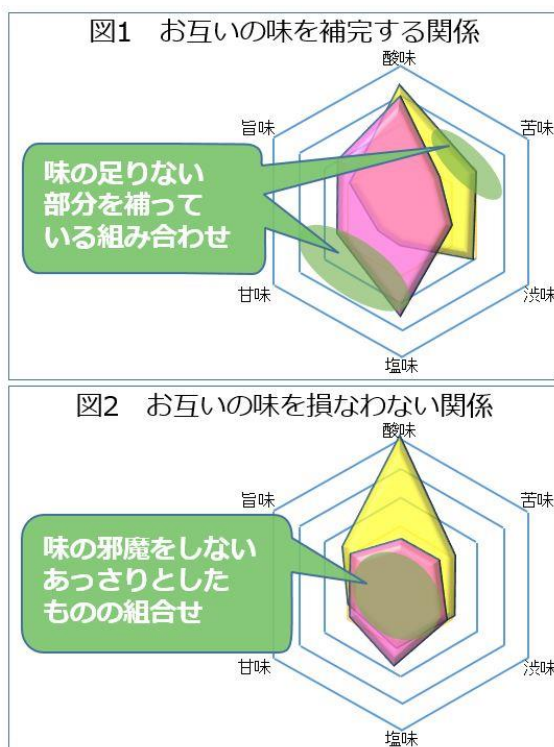 図1　お互いの味を補完する関係
酸味
旨味
苦味
味の足りない
部分を補って
いる組み合わせ
甘味
渋味
塩味
図2　お互いの味を損なわない関係
酸味
旨味
苦味
味の邪魔をしない
あっさりとした
ものの組合せ
甘味
渋味
塩味